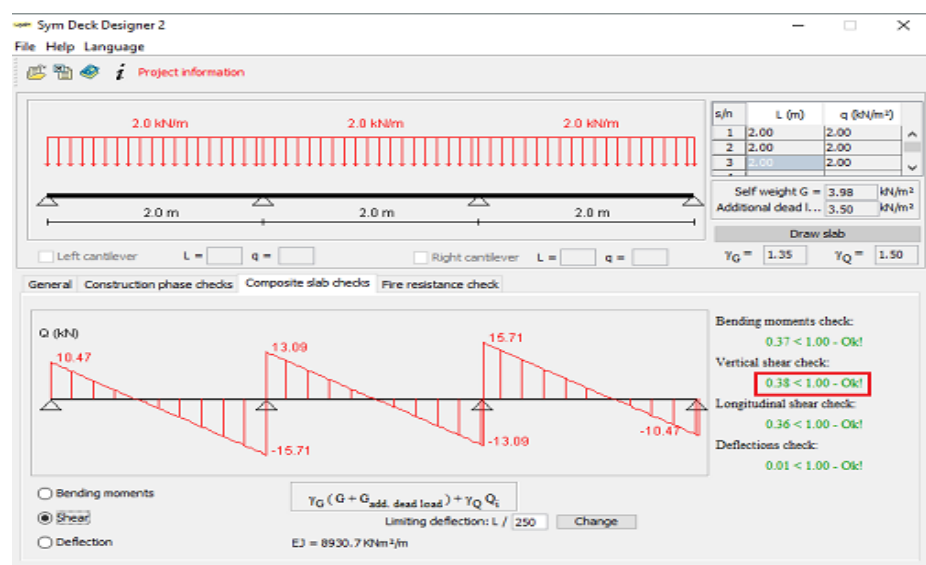 Sym Deck Designer 2
File Help Language
Project information
2.0 kN/m 2.0 kN/m 2.0 kN/m
2.0 m 2.0 m 2.0 m
s/n L (m) q (kN/m²)
1 2.00 2.00
2 2.00 2.00
3 2.00 2.00
Self weight G = 3.98 kN/m²
Additional dead l... 3.50 kN/m²
Draw slab
γG = 1.35 γQ = 1.50
Left cantilever L = q =
Right cantilever L = q =
General Construction phase checks Composite slab checks Fire resistance check
Q (kN)
10.47
13.09
15.71
-15.71
-13.09
-10.47
Bending moments check:
0.37 < 1.00 - Ok!
Vertical shear check:
0.38 < 1.00 - Ok!
Longitudinal shear check:
0.36 < 1.00 - Ok!
Deflections check:
0.01 < 1.00 - Ok!
Bending moments
Shear
Deflection
γG ( G + Gadd. dead load ) + γQ Qi
Limiting deflection: L / 250 Change
EJ = 8930.7 KNm²/m